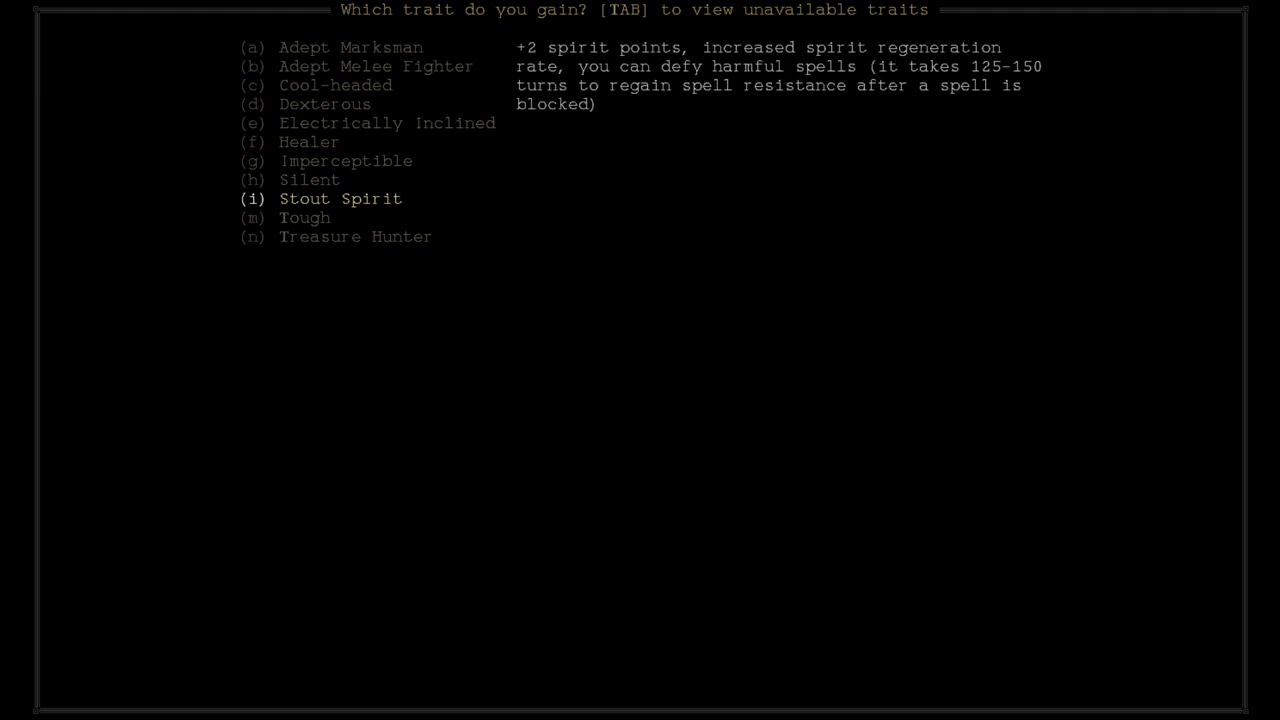 Which trait do you gain? [TAB] to view unavailable traits
(a) Adept Marksman
(b) Adept Melee Fighter
(c) Cool-headed
(d) Dexterous
(e) Electrically Inclined
(f) Healer
(g) Imperceptible
(h) Silent
(i) Stout Spirit
(m) Tough
(n) Treasure Hunter
+2 spirit points, increased spirit regeneration
rate, you can defy harmful spells (it takes 125-150
turns to regain spell resistance after a spell is
blocked)